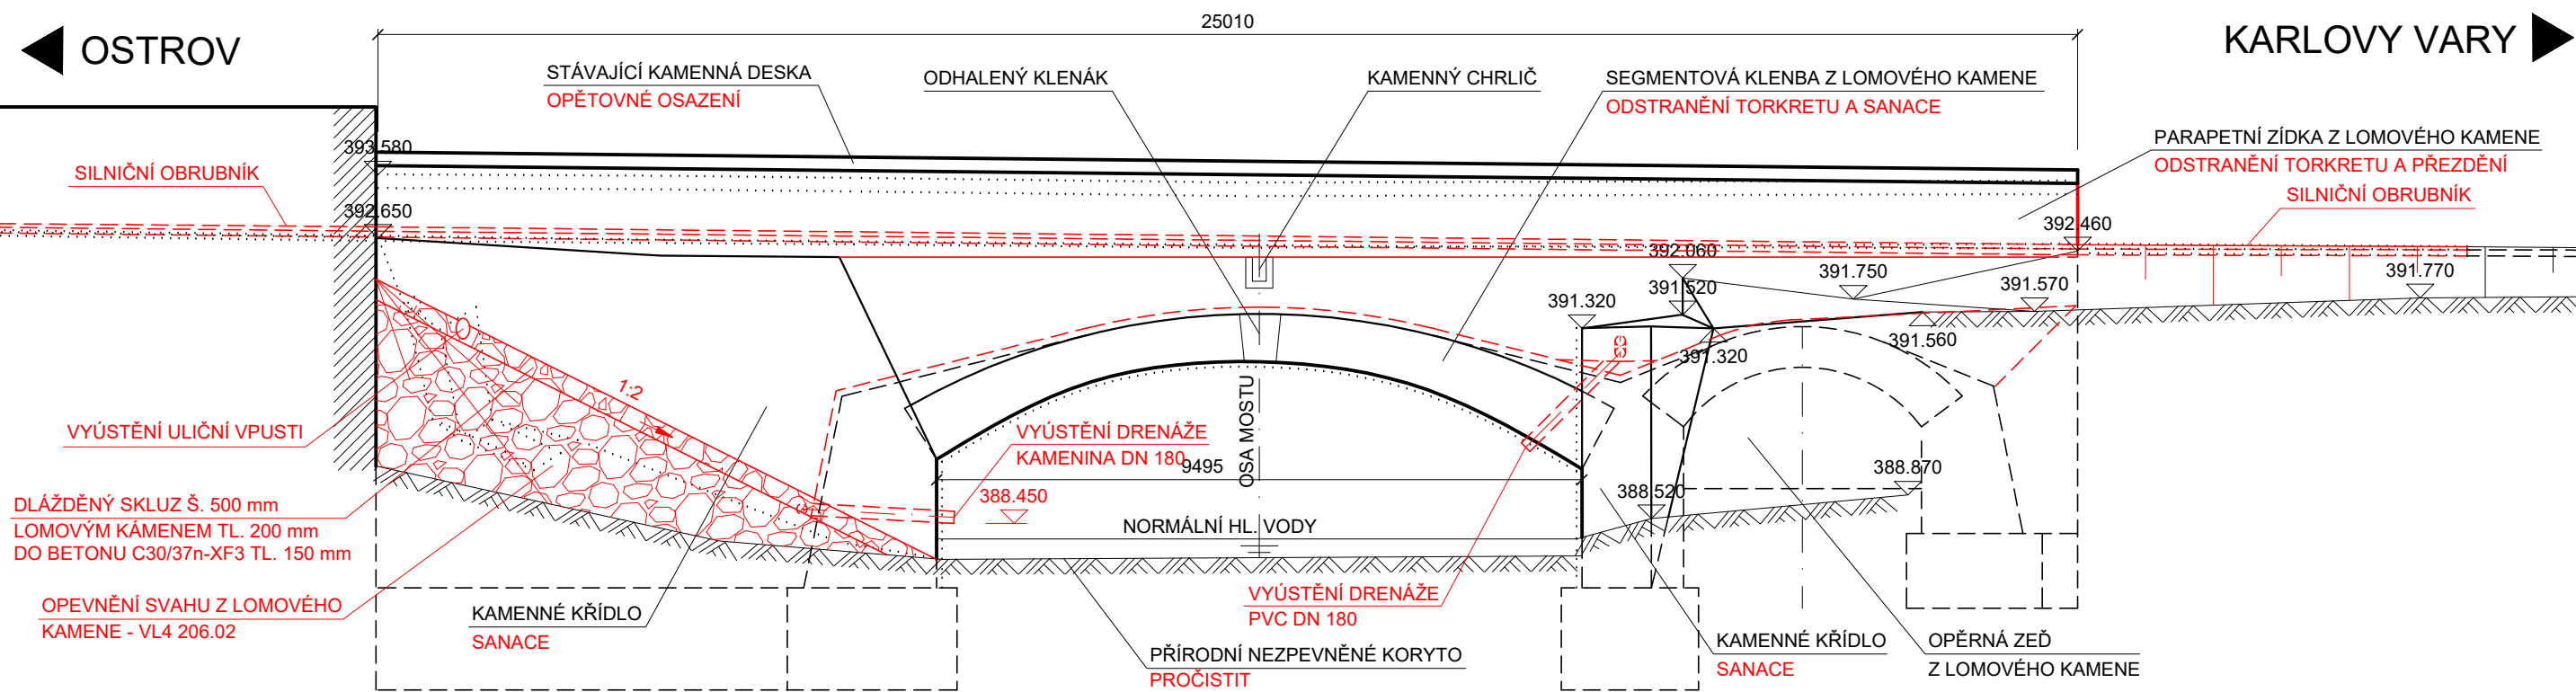 25010
OSTROV
KARLOVY VARY
STÁVAJÍCÍ KAMENNÁ DESKA
OPĚTOVNÉ OSAZENÍ
ODHALENÝ KLENÁK
KAMENNÝ CHRLIČ
SEGMENTOVÁ KLENBA Z LOMOVÉHO KAMENE
ODSTRANĚNÍ TORKRETU A SANACE
PARAPETNÍ ZÍDKA Z LOMOVÉHO KAMENE
ODSTRANĚNÍ TORKRETU A PŘEZDĚNÍ
SILNIČNÍ OBRUBNÍK
393.580
SILNIČNÍ OBRUBNÍK
392.650
392.460
392.060
391.750
391.770
391.570
391.520
391.320
391.320
391.560
1:2
OSA MOSTU
VYÚSTĚNÍ ULIČNÍ VPUSTI
VYÚSTĚNÍ DRENÁŽE
KAMENINA DN 180
9495
388.450
388.870
388.520
NORMÁLNÍ HL. VODY
DLÁŽDĚNÝ SKLUZ Š. 500 mm
LOMOVÝM KÁMENEM TL. 200 mm
DO BETONU C30/37n-XF3 TL. 150 mm
OPEVNĚNÍ SVAHU Z LOMOVÉHO
KAMENE - VL4 206.02
KAMENNÉ KŘÍDLO
SANACE
VYÚSTĚNÍ DRENÁŽE
PVC DN 180
PŘÍRODNÍ NEZPEVNĚNÉ KORYTO
PROČISTIT
KAMENNÉ KŘÍDLO
SANACE
OPĚRNÁ ZEĎ
Z LOMOVÉHO KAMENE